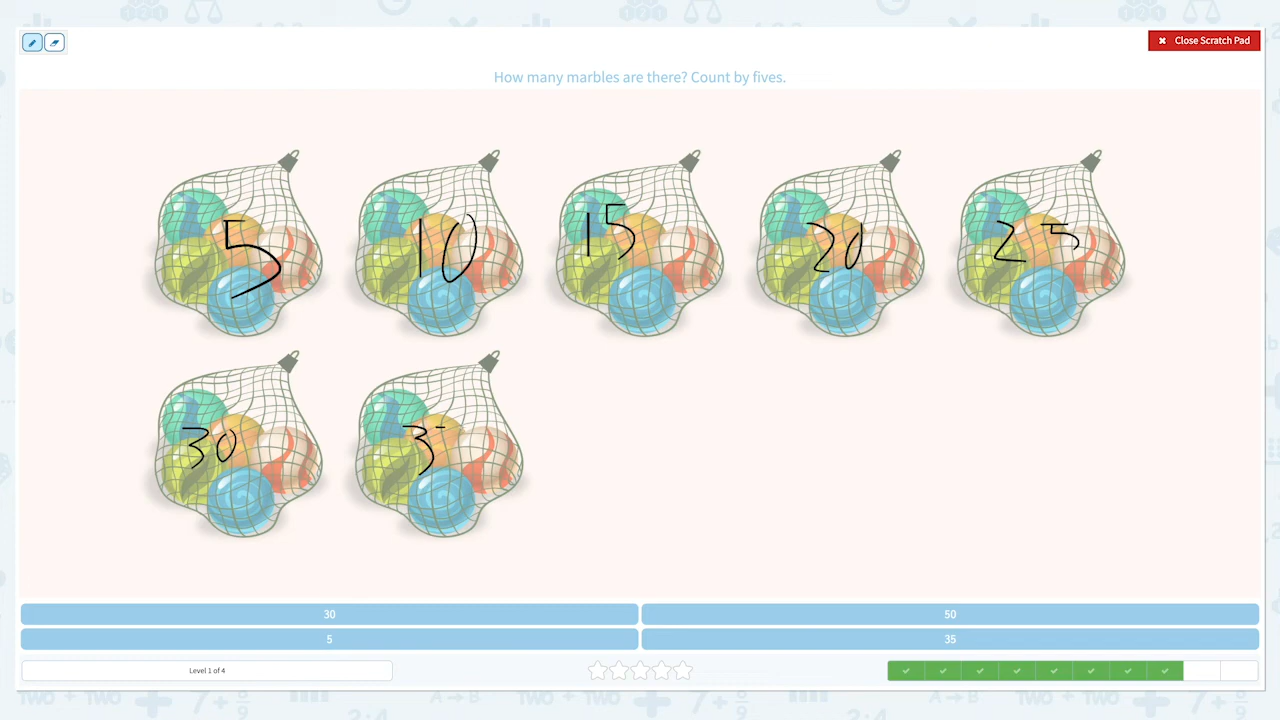 Close Scratch Pad
How many marbles are there? Count by fives.
5 10 15 20 25
30 3
30 50
5 35
Level 1 of 4